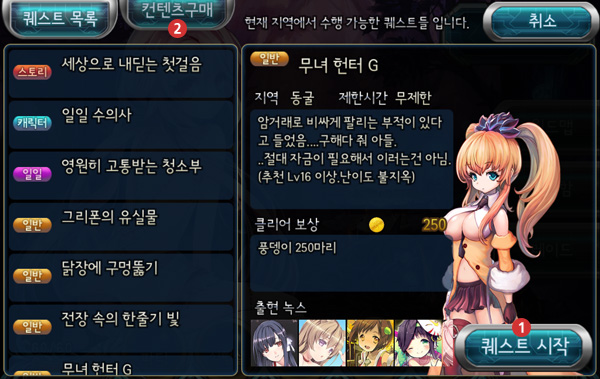 퀘스트 목록
컨텐츠구매
2
현재 지역에서 수행 가능한 퀘스트들 입니다.
취소
스토리 세상으로 내딛는 첫걸음
캐릭터 일일 수의사
일일 영원히 고통받는 청소부
일반 그리폰의 유실물
일반 닭장에 구멍뚫기
일반 전장 속의 한줄기 빛
일반 무녀 헌터 G
일반 무녀 헌터 G
지역 동굴 제한시간 무제한
암거래로 비싸게 팔리는 부적이 있다
고 들었음....구해다 줘 아들.
..절대 자금이 필요해서 이러는건 아님.
(추천 Lv16 이상.난이도 불지옥)
클리어 보상 250
풍뎅이 250마리
출현 녹스
1
퀘스트 시작